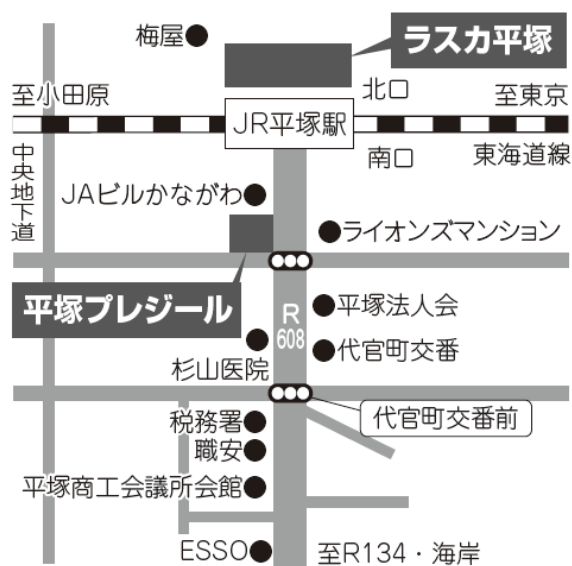 梅屋
ラスカ平塚
北口
至小田原
至東京
JR平塚駅
南口
東海道線
中央地下道
JAビルかながわ
ライオンズマンション
平塚プレジール
R
608
平塚法人会
代官町交番
杉山医院
代官町交番前
税務署
職安
平塚商工会議所会館
ESSO
至R134・海岸